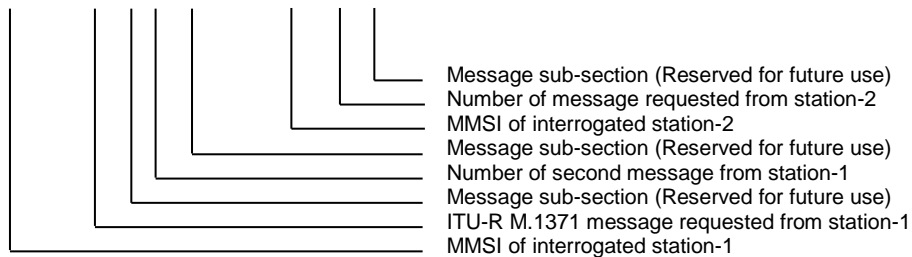 Message sub-section (Reserved for future use)
Number of message requested from station-2
MMSI of interrogated station-2
Message sub-section (Reserved for future use)
Number of second message from station-1
Message sub-section (Reserved for future use)
ITU-R M.1371 message requested from station-1
MMSI of interrogated station-1